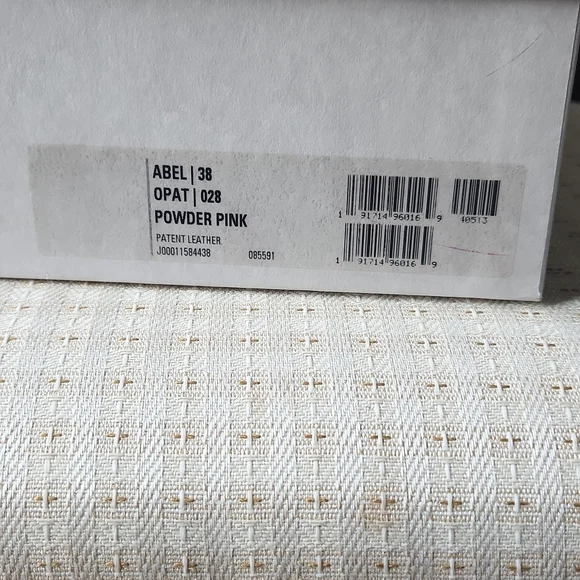 ABEL | 38
OPAT | 028
POWDER PINK
PATENT LEATHER
J00011584438 085591
1 91714 96016 9
40513
1 91714 96016 9